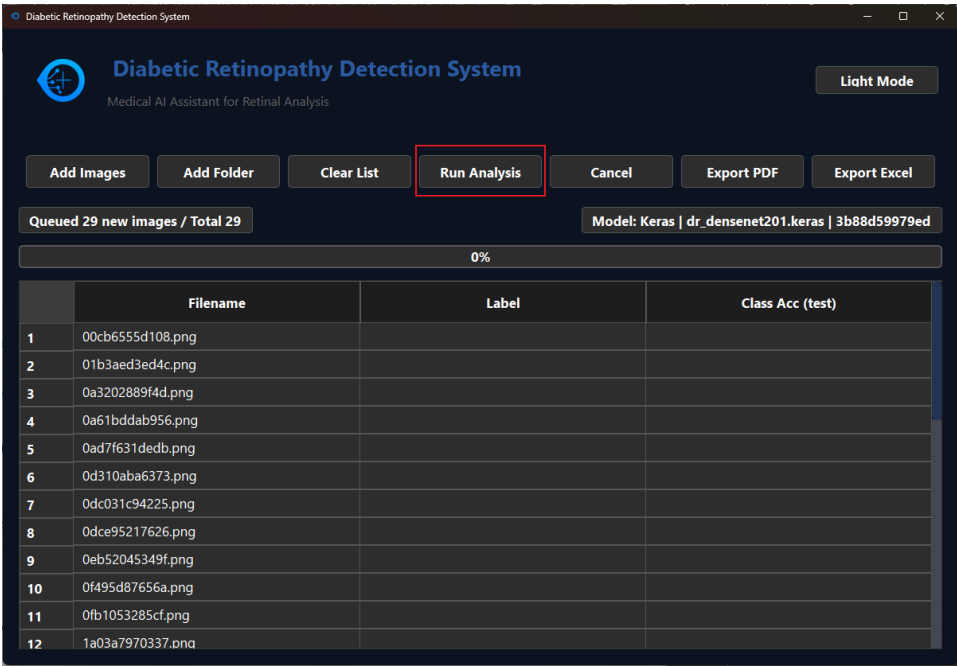 Diabetic Retinopathy Detection System
Diabetic Retinopathy Detection System
Medical AI Assistant for Retinal Analysis
Light Mode
Add Images Add Folder Clear List Run Analysis Cancel Export PDF Export Excel
Queued 29 new images / Total 29 Model: Keras | dr_densenet201.keras | 3b88d59979ed
0%
Filename Label Class Acc (test)
1 00cb6555d108.png
2 01b3aed3ed4c.png
3 0a3202889f4d.png
4 0a61bddab956.png
5 0ad7f631dedb.png
6 0d310aba6373.png
7 0dc031c94225.png
8 0dce95217626.png
9 0eb52045349f.png
10 0f495d87656a.png
11 0fb1053285cf.png
12 1a03a7970337.png